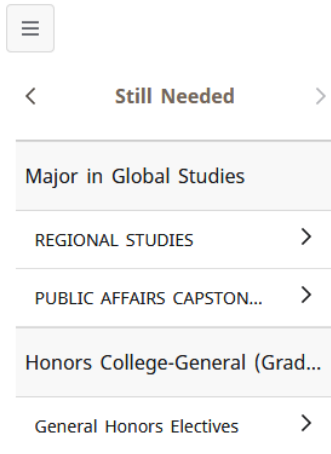 Still Needed
Major in Global Studies
REGIONAL STUDIES
PUBLIC AFFAIRS CAPSTON...
Honors College-General (Grad...
General Honors Electives